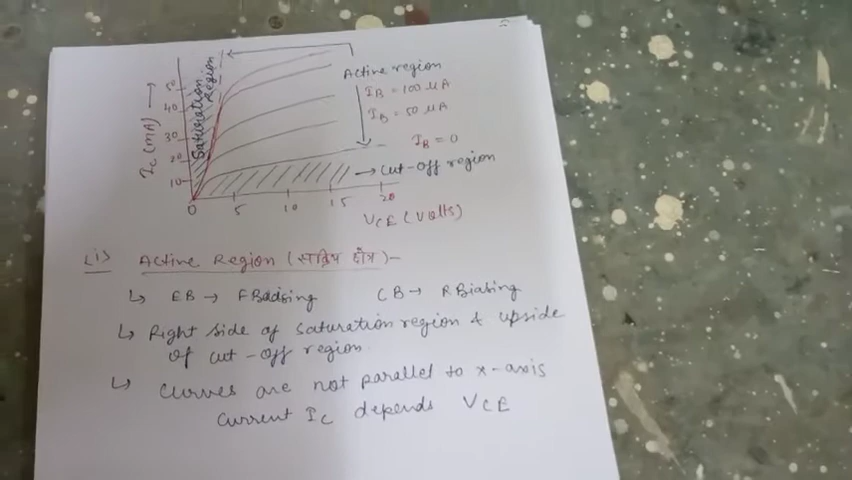 Saturation
Region
Active region
IB = 100 μA
IB = 50 μA
IB = 0
→ Cut-off region
IC (mA) →
50
40
30
20
10
0
5
10
15
20
VCE (Volts)
(i) Active Region (सक्रिय क्षेत्र) -
↳ EB → F Baising CB → R Biasing
↳ Right side of saturation region & upside
of cut-off region.
↳ Curves are not parallel to x-axis
Current IC depends VCE